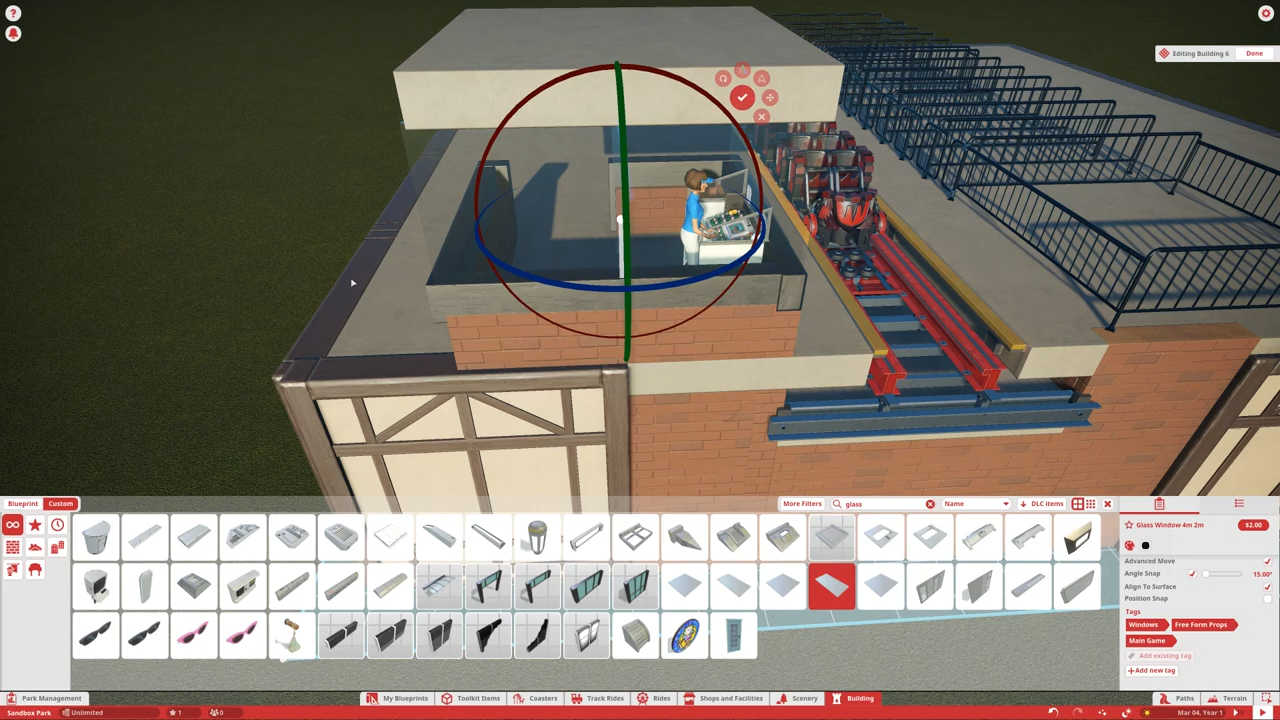 ?
Editing Building 6 Done
Blueprint Custom More Filters glass Name DLC items
Glass Window 4m 2m $2.00
Advanced Move
Angle Snap 15.00°
Align To Surface
Position Snap
Tags
Windows Free Form Props
Main Game
Add existing tag
+Add new tag
Park Management My Blueprints Toolkit Items Coasters Track Rides Rides Shops and Facilities Scenery Building Paths Terrain
Sandbox Park Unlimited 1 0 Mar 04, Year 1